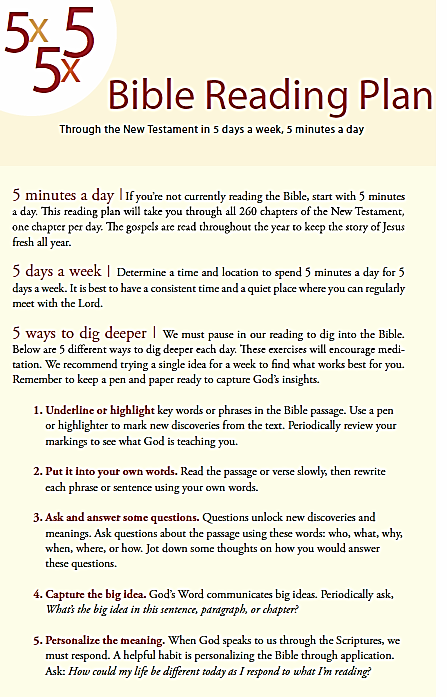 5x5
5x
Bible Reading Plan
Through the New Testament in 5 days a week, 5 minutes a day
5 minutes a day | If you're not currently reading the Bible, start with 5 minutes
a day. This reading plan will take you through all 260 chapters of the New Testament,
one chapter per day. The gospels are read throughout the year to keep the story of Jesus
fresh all year.
5 days a week | Determine a time and location to spend 5 minutes a day for 5
days a week. It is best to have a consistent time and a quiet place where you can regularly
meet with the Lord.
5 ways to dig deeper | We must pause in our reading to dig into the Bible.
Below are 5 different ways to dig deeper each day. These exercises will encourage medi-
tation. We recommend trying a single idea for a week to find what works best for you.
Remember to keep a pen and paper ready to capture God's insights.
1. Underline or highlight key words or phrases in the Bible passage. Use a pen
or highlighter to mark new discoveries from the text. Periodically review your
markings to see what God is teaching you.
2. Put it into your own words. Read the passage or verse slowly, then rewrite
each phrase or sentence using your own words.
3. Ask and answer some questions. Questions unlock new discoveries and
meanings. Ask questions about the passage using these words: who, what, why,
when, where, or how. Jot down some thoughts on how you would answer
these questions.
4. Capture the big idea. God's Word communicates big ideas. Periodically ask,
What's the big idea in this sentence, paragraph, or chapter?
5. Personalize the meaning. When God speaks to us through the Scriptures, we
must respond. A helpful habit is personalizing the Bible through application.
Ask: How could my life be different today as I respond to what I'm reading?